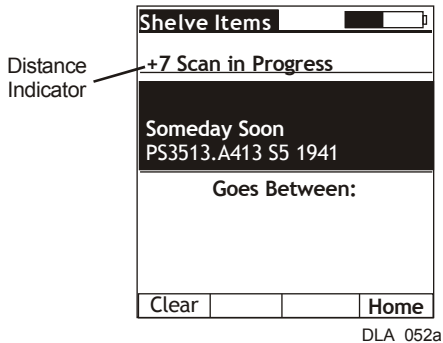 Shelve Items
Distance
Indicator
+7 Scan in Progress
Someday Soon
PS3513.A413 S5 1941
Goes Between:
Clear
Home
DLA 052a